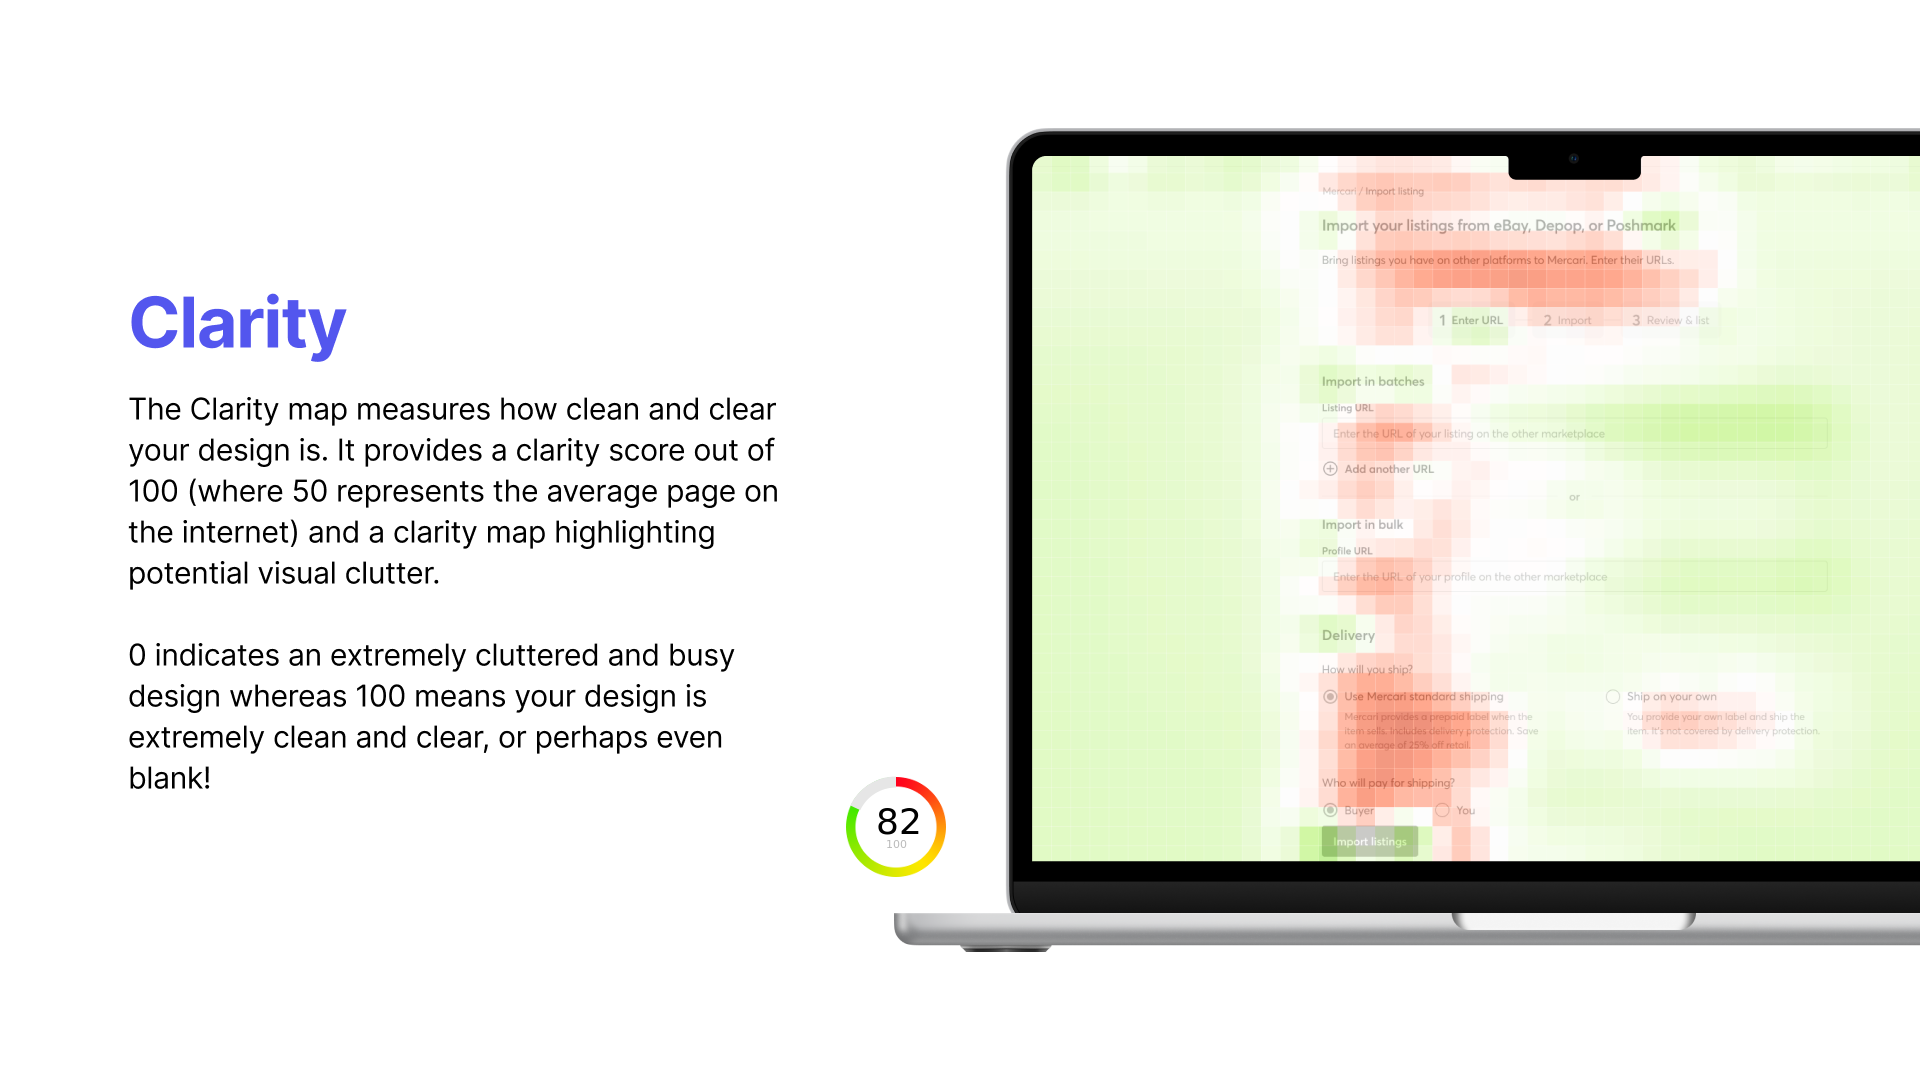 Clarity
The Clarity map measures how clean and clear
your design is. It provides a clarity score out of
100 (where 50 represents the average page on
the internet) and a clarity map highlighting
potential visual clutter.
0 indicates an extremely cluttered and busy
design whereas 100 means your design is
extremely clean and clear, or perhaps even
blank!
82
100
Mercari / Import listing
Import your listings from eBay, Depop, or Poshmark
Bring listings you have on other platforms to Mercari. Enter their URLs.
1 Enter URL 2 Import 3 Review & list
Import in batches
Listing URL
Enter the URL of your listing on the other marketplace
Add another URL
or
Import in bulk
Profile URL
Enter the URL of your profile on the other marketplace
Delivery
How will you ship?
Use Mercari standard shipping
Mercari provides a prepaid label when the
item sells. Includes delivery protection. Save
an average of 25% off retail.
Ship on your own
You provide your own label and ship the
item. It's not covered by delivery protection.
Who will pay for shipping?
Buyer You
Import listings